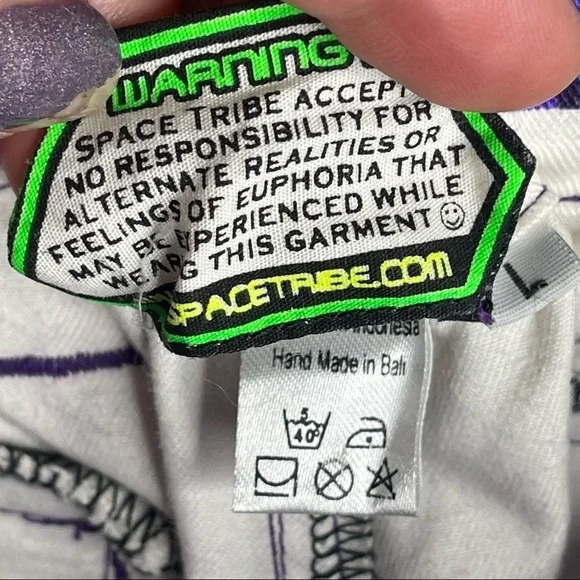 WARNING
SPACE TRIBE ACCEPT
NO RESPONSIBILITY FOR
ALTERNATE REALITIES OR
FEELINGS OF EUPHORIA THAT
MAY BE EXPERIENCED WHILE
WEARING THIS GARMENT
SPACETRIBE.COM
L
Indonesia
Hand Made in Bali
5
40°